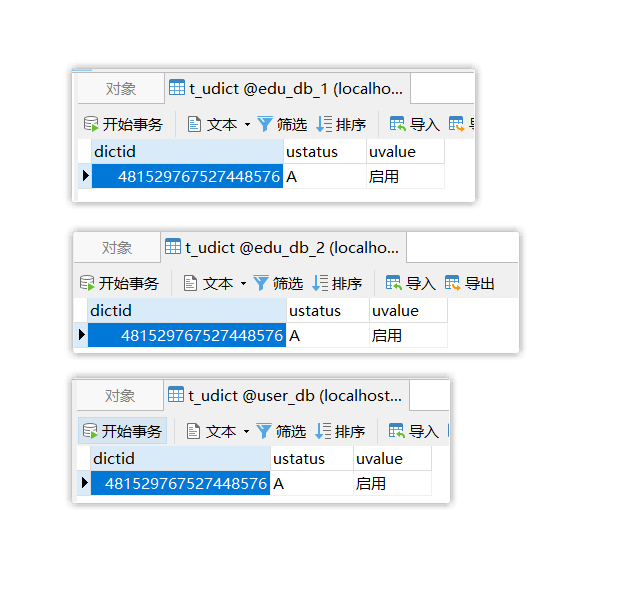 对象 t_udict @edu_db_1 (localho...
开始事务 文本 筛选 排序 导入
dictid ustatus uvalue
481529767527448576 A 启用
对象 t_udict @edu_db_2 (localho...
开始事务 文本 筛选 排序 导入 导出
dictid ustatus uvalue
481529767527448576 A 启用
对象 t_udict @user_db (localhost...
开始事务 文本 筛选 排序 导入
dictid ustatus uvalue
481529767527448576 A 启用